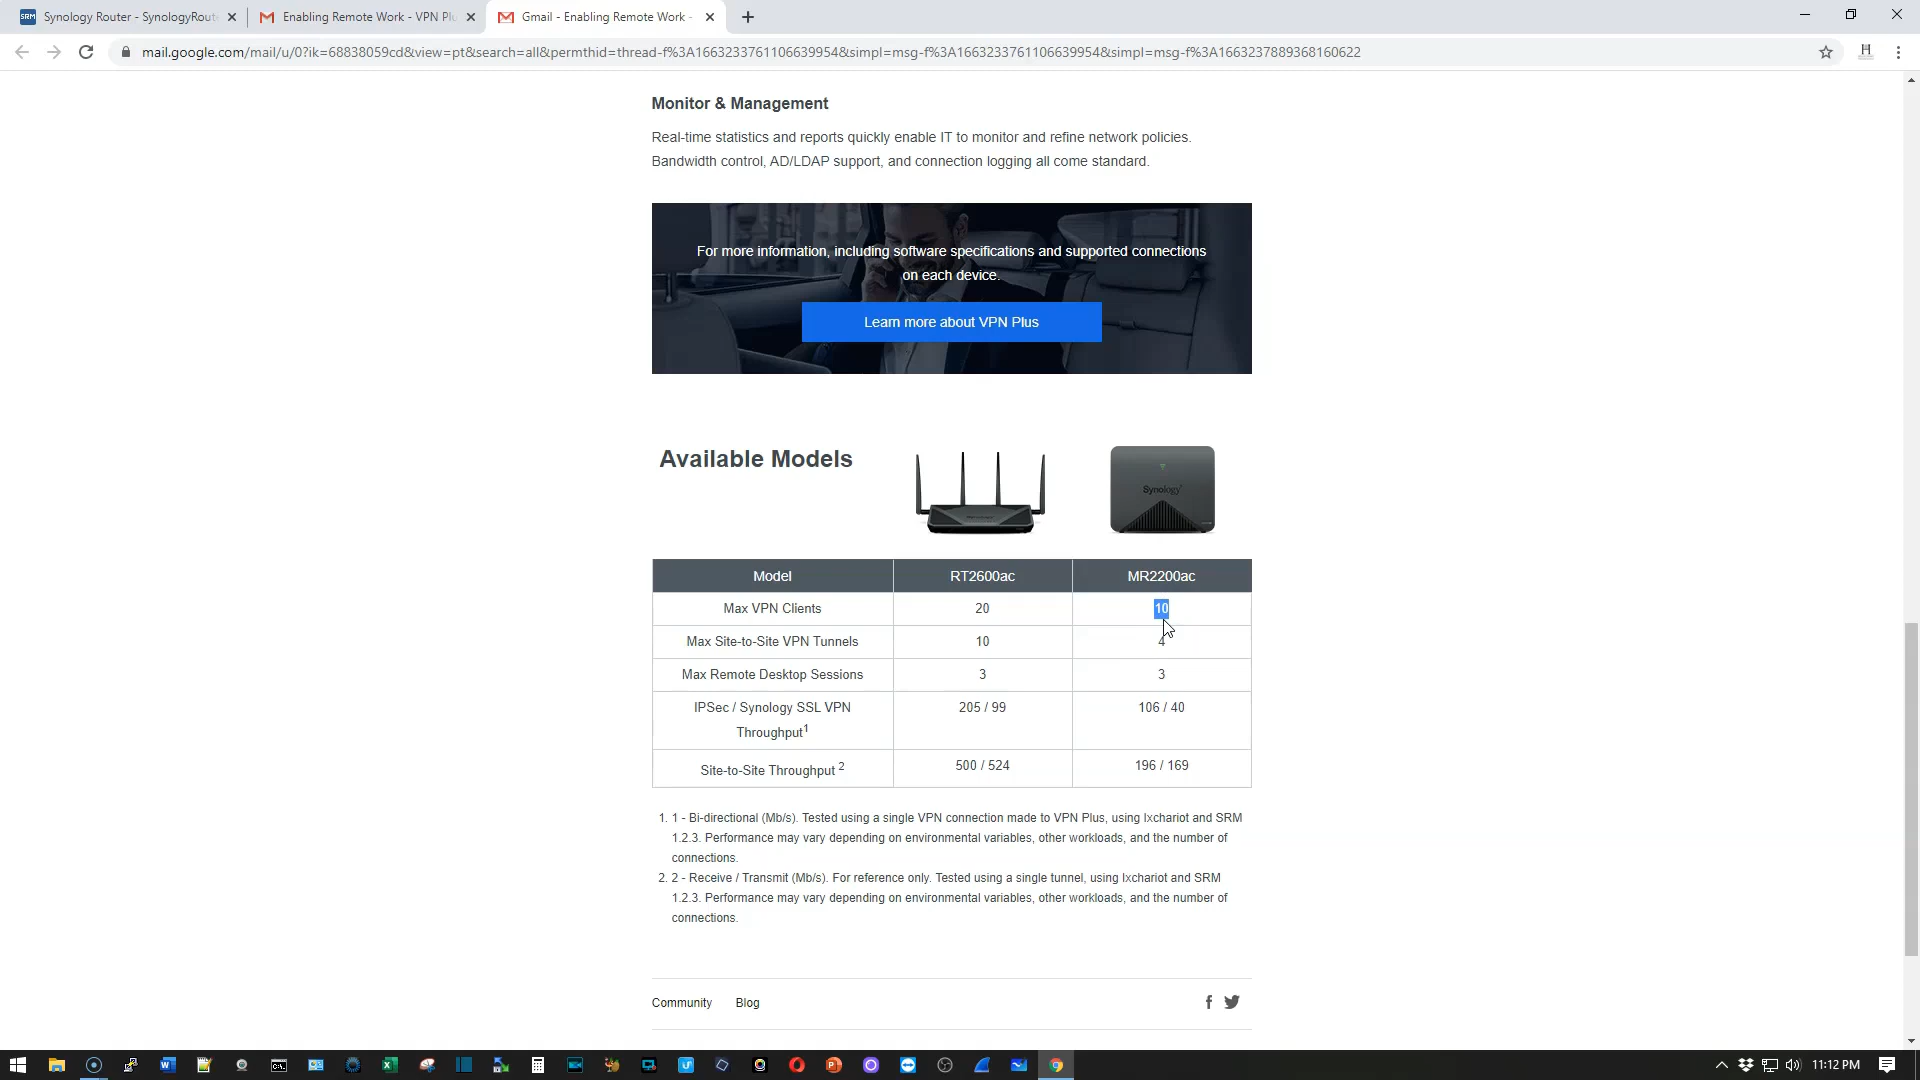 Synology Router - SynologyRout
Enabling Remote Work - VPN Plu
Gmail - Enabling Remote Work -
mail.google.com/mail/u/0?ik=68838059cd&view=pt&search=all&permthid=thread-f%3A1663233761106639954&simpl=msg-f%3A1663233761106639954&simpl=msg-f%3A1663237889368160622
Monitor & Management
Real-time statistics and reports quickly enable IT to monitor and refine network policies.
Bandwidth control, AD/LDAP support, and connection logging all come standard.
For more information, including software specifications and supported connections
on each device.
Learn more about VPN Plus
Available Models
Synology
Model RT2600ac MR2200ac
Max VPN Clients 20 10
Max Site-to-Site VPN Tunnels 10 4
Max Remote Desktop Sessions 3 3
IPSec / Synology SSL VPN 205 / 99 106 / 40
Throughput1
Site-to-Site Throughput 2 500 / 524 196 / 169
1. 1 - Bi-directional (Mb/s). Tested using a single VPN connection made to VPN Plus, using Ixchariot and SRM
1.2.3. Performance may vary depending on environmental variables, other workloads, and the number of
connections.
2. 2 - Receive / Transmit (Mb/s). For reference only. Tested using a single tunnel, using Ixchariot and SRM
1.2.3. Performance may vary depending on environmental variables, other workloads, and the number of
connections.
Community Blog
11:12 PM